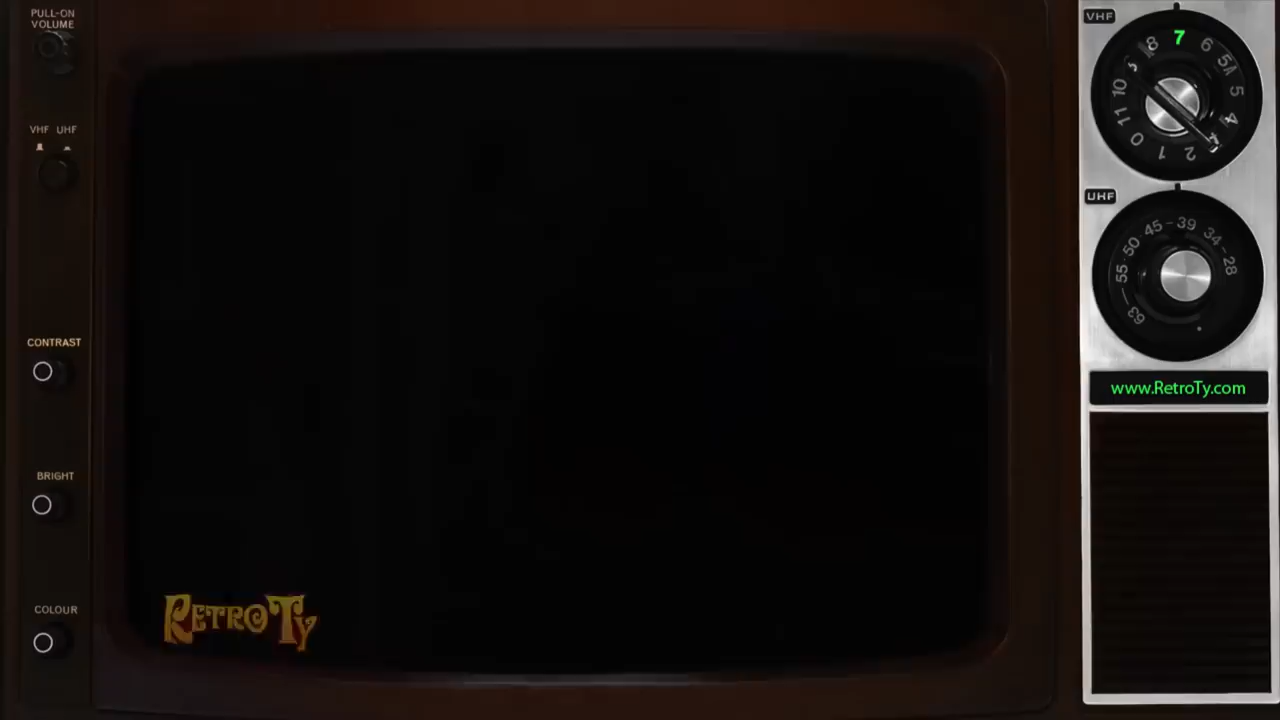 PULL-ON
VOLUME
VHF UHF
CONTRAST
BRIGHT
COLOUR
RETROTY
VHF
8 7 6 5A 5 4 2 1 0 11 10
UHF
63 — 55 · 50 45 - 39 34 - 28
www.RetroTy.com